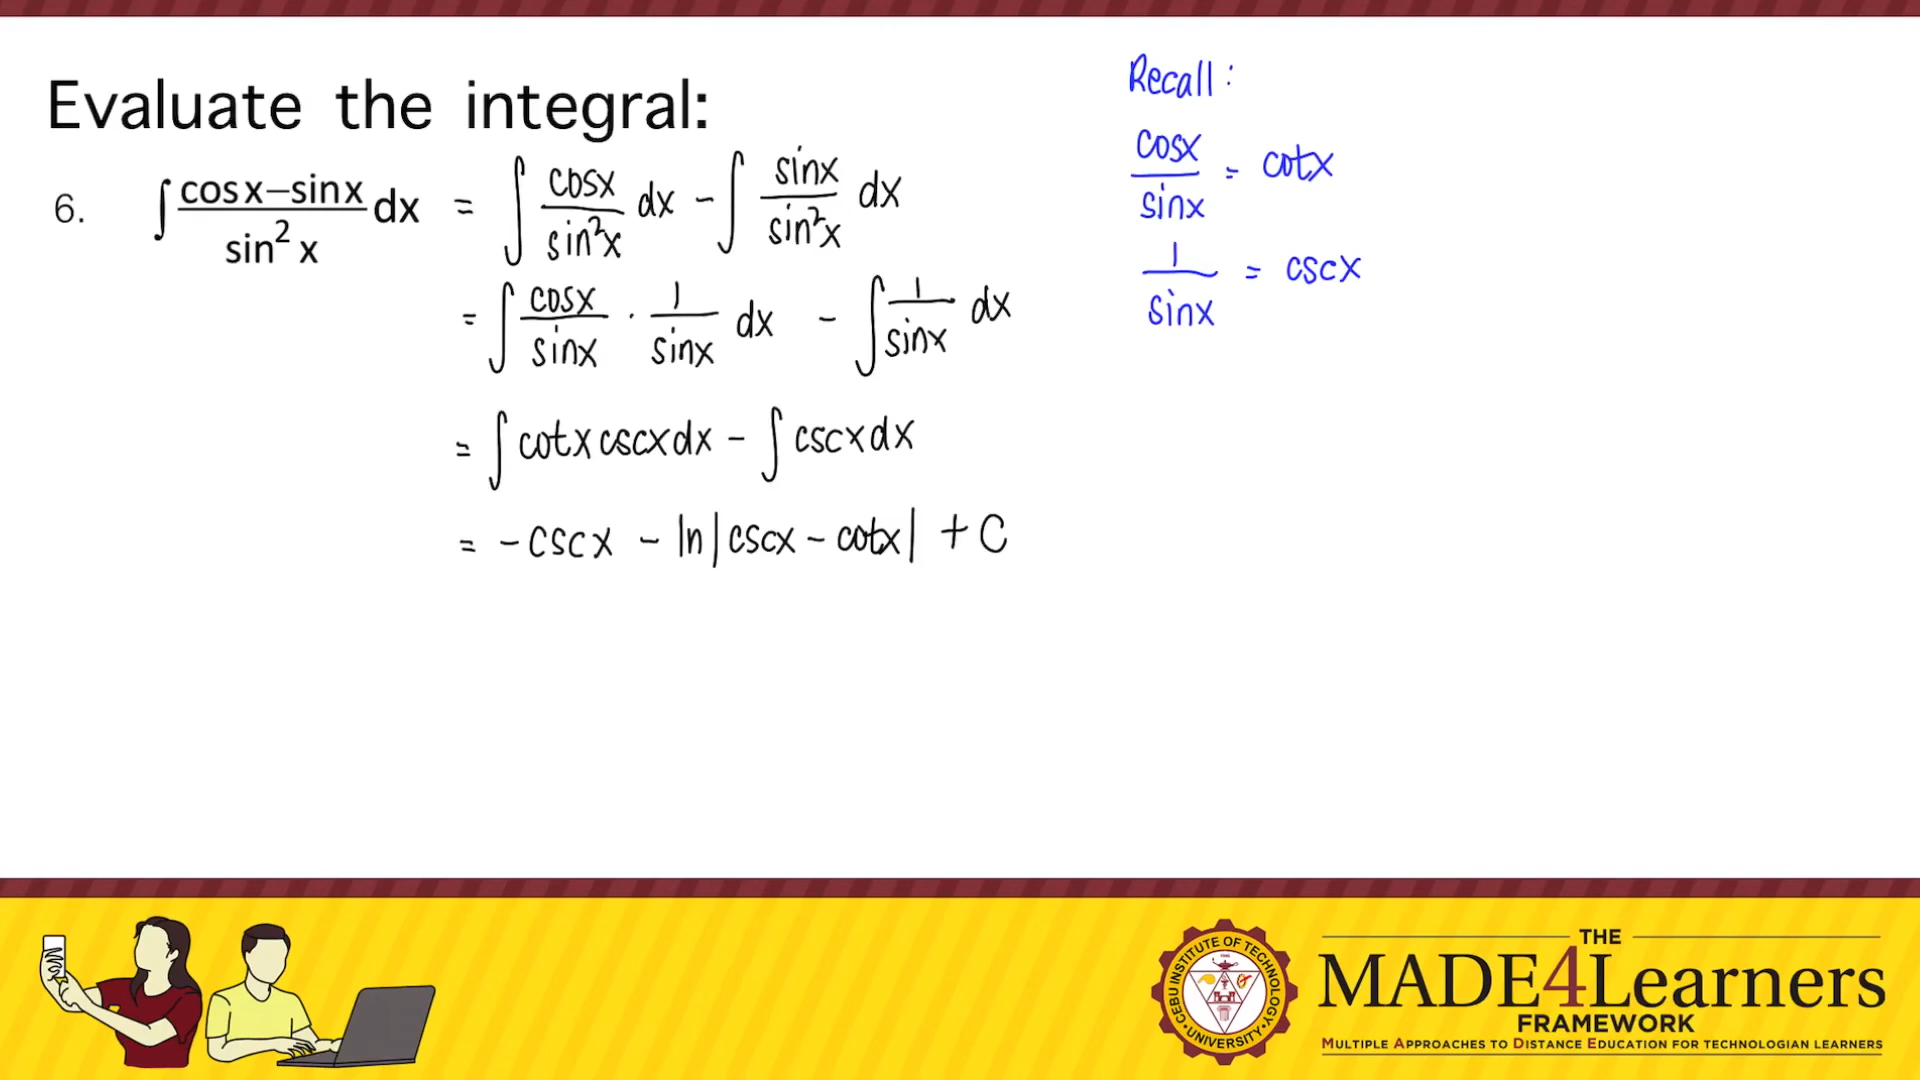 Evaluate the integral:
6. ∫ (cos x−sin x)/(sin² x) dx = ∫ cosx/sin²x dx − ∫ sinx/sin²x dx
= ∫ cosx/sinx · 1/sinx dx − ∫ 1/sinx dx
= ∫ cotx cscx dx − ∫ cscx dx
= −cscx − ln|cscx − cotx| + C
Recall:
cosx/sinx = cotx
1/sinx = cscx
CEBU INSTITUTE OF TECHNOLOGY
UNIVERSITY
THE
MADE4Learners
FRAMEWORK
MULTIPLE APPROACHES TO DISTANCE EDUCATION FOR TECHNOLOGIAN LEARNERS